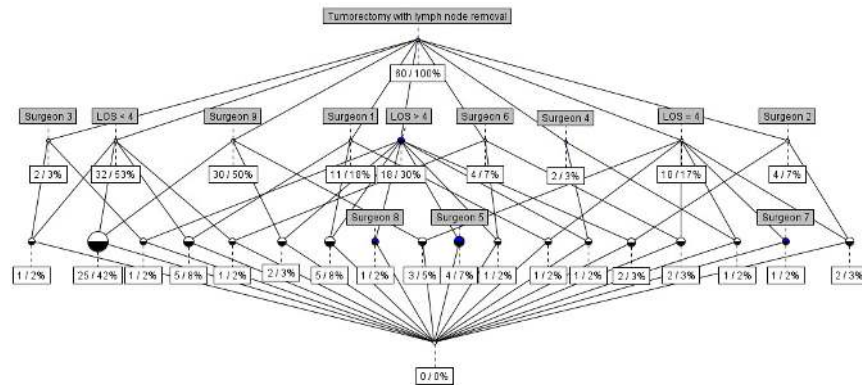 Tumorectomy with lymph node removal
60 / 100%
Surgeon 3
LOS < 4
Surgeon 9
Surgeon 1
LOS > 4
Surgeon 6
Surgeon 4
LOS = 4
Surgeon 2
2 / 3%
32 / 53%
30 / 50%
11 / 18%
18 / 30%
4 / 7%
2 / 3%
10 / 17%
4 / 7%
Surgeon 8
Surgeon 5
Surgeon 7
1 / 2%
25 / 42%
1 / 2%
5 / 8%
1 / 2%
2 / 3%
5 / 8%
1 / 2%
3 / 5%
4 / 7%
1 / 2%
1 / 2%
1 / 2%
2 / 3%
2 / 3%
1 / 2%
1 / 2%
2 / 3%
0 / 0%